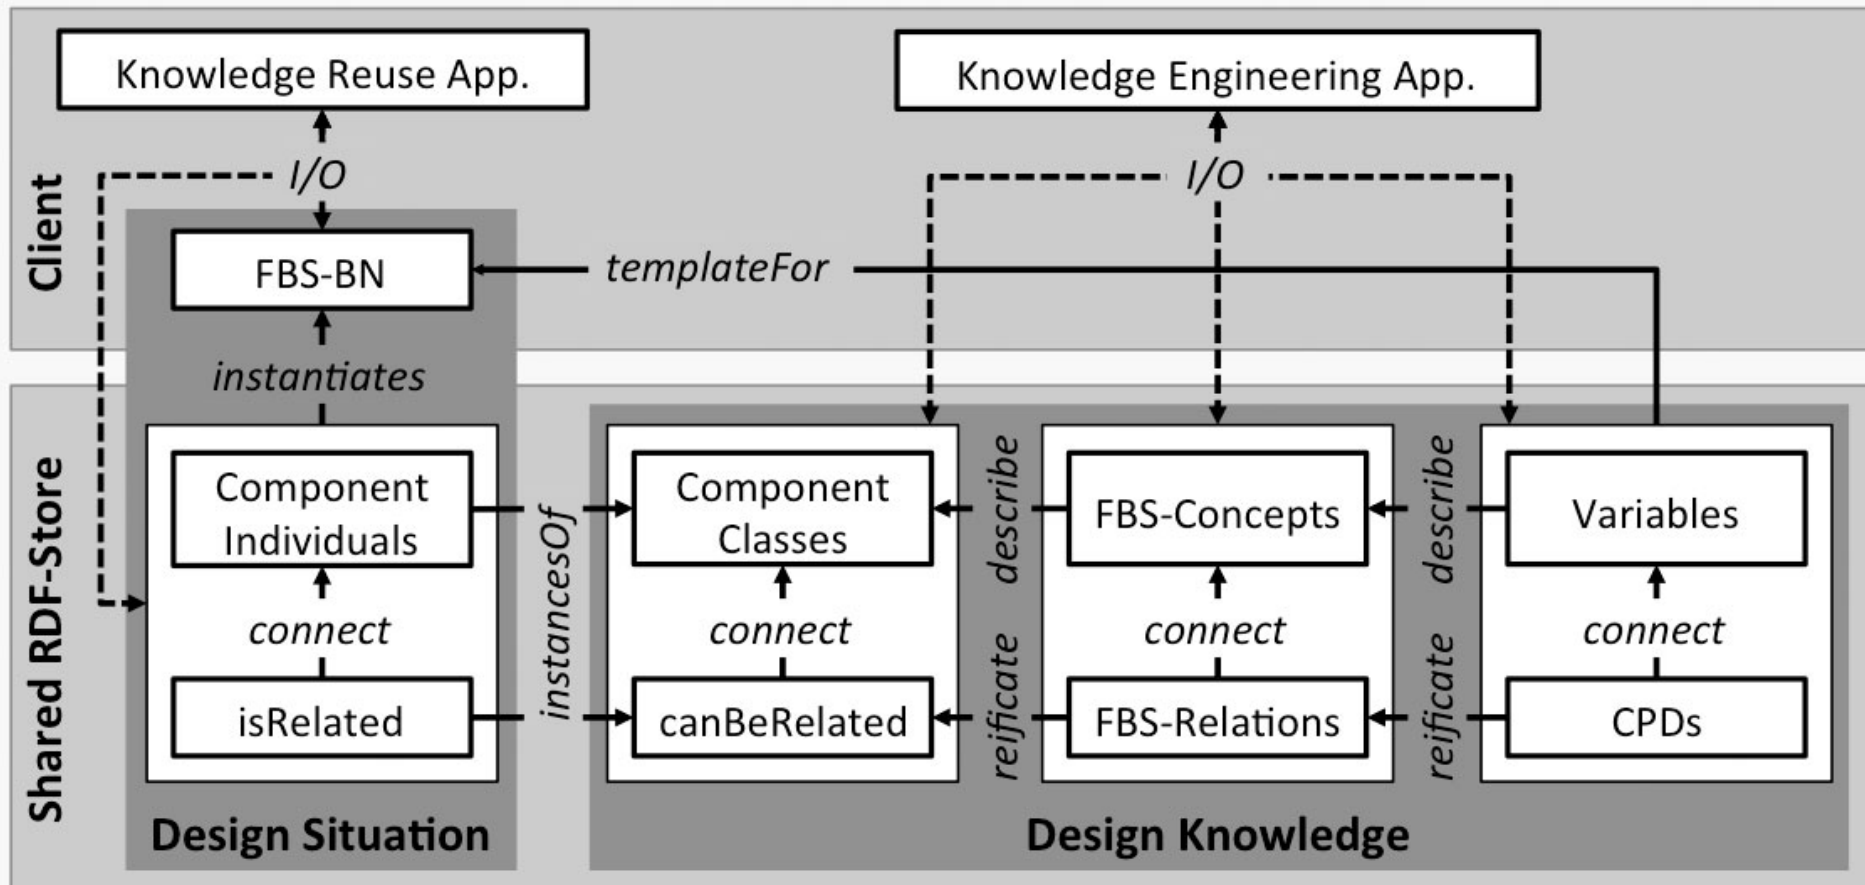 Knowledge Reuse App.
Knowledge Engineering App.
I/O
I/O
Client
FBS-BN
templateFor
instantiates
Shared RDF-Store
Component
Individuals
connect
isRelated
instancesOf
Component
Classes
connect
canBeRelated
describe
reificate
FBS-Concepts
connect
FBS-Relations
describe
reificate
Variables
connect
CPDs
Design Situation
Design Knowledge